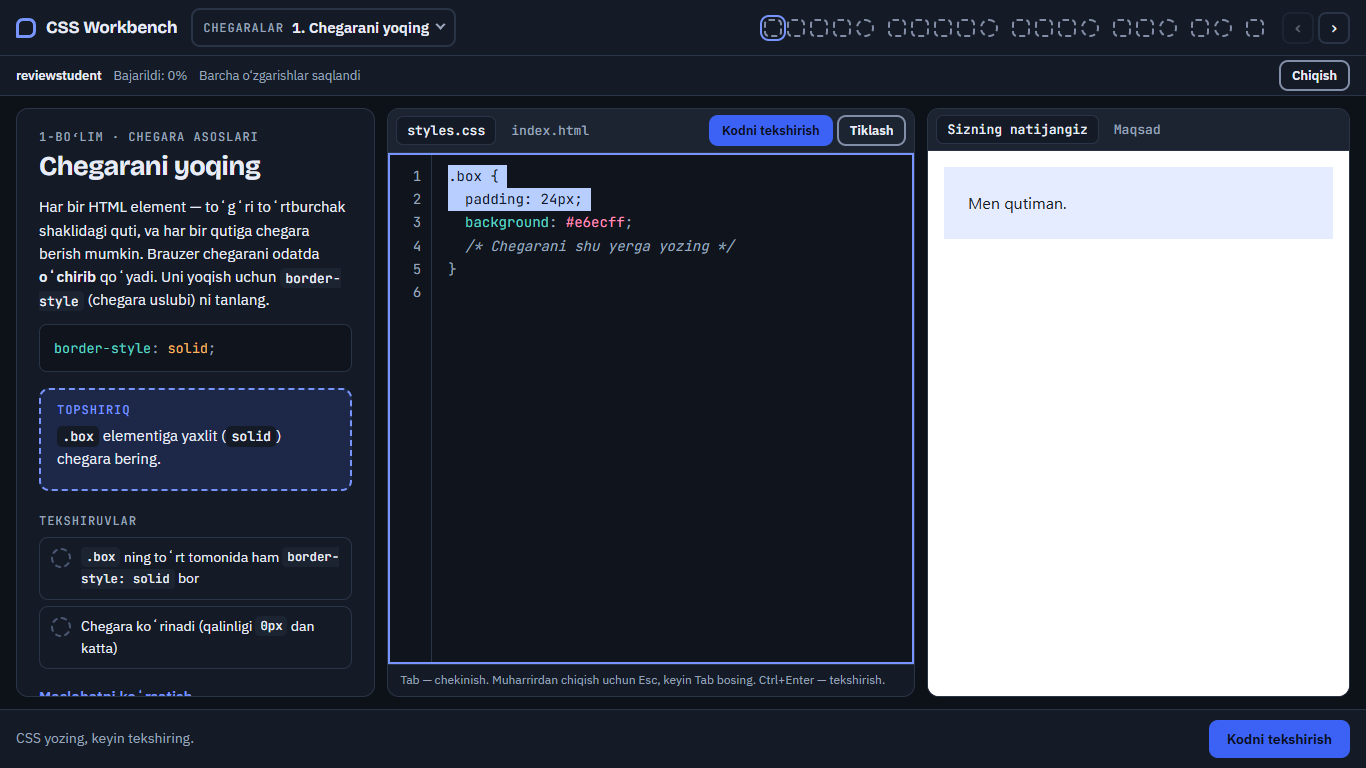 CSS Workbench
CHEGARALAR 1. Chegarani yoqing
‹ ›
reviewstudent Bajarildi: 0% Barcha oʻzgarishlar saqlandi
Chiqish
1-BOʻLIM · CHEGARA ASOSLARI
Chegarani yoqing
Har bir HTML element — toʻgʻri toʻrtburchak
shaklidagi quti, va har bir qutiga chegara
berish mumkin. Brauzer chegarani odatda
oʻchirib qoʻyadi. Uni yoqish uchun border-
style (chegara uslubi) ni tanlang.
border-style: solid;
TOPSHIRIQ
.box elementiga yaxlit ( solid )
chegara bering.
TEKSHIRUVLAR
.box ning toʻrt tomonida ham border-
style: solid bor
Chegara koʻrinadi (qalinligi 0px dan
katta)
Maslahatni koʻrsatish
styles.css index.html
Kodni tekshirish Tiklash
1 .box {
2 padding: 24px;
3 background: #e6ecff;
4 /* Chegarani shu yerga yozing */
5 }
6
Tab — chekinish. Muharrirdan chiqish uchun Esc, keyin Tab bosing. Ctrl+Enter — tekshirish.
Sizning natijangiz Maqsad
Men qutiman.
CSS yozing, keyin tekshiring.
Kodni tekshirish